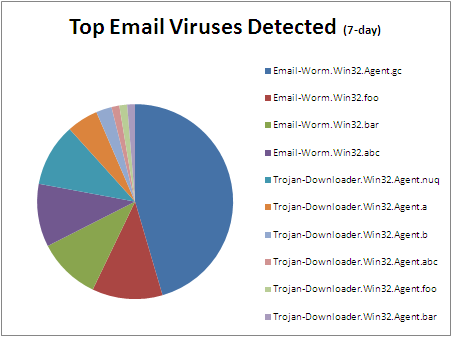 Top Email Viruses Detected (7-day)
Email-Worm.Win32.Agent.gc
Email-Worm.Win32.foo
Email-Worm.Win32.bar
Email-Worm.Win32.abc
Trojan-Downloader.Win32.Agent.nuq
Trojan-Downloader.Win32.Agent.a
Trojan-Downloader.Win32.Agent.b
Trojan-Downloader.Win32.Agent.abc
Trojan-Downloader.Win32.Agent.foo
Trojan-Downloader.Win32.Agent.bar